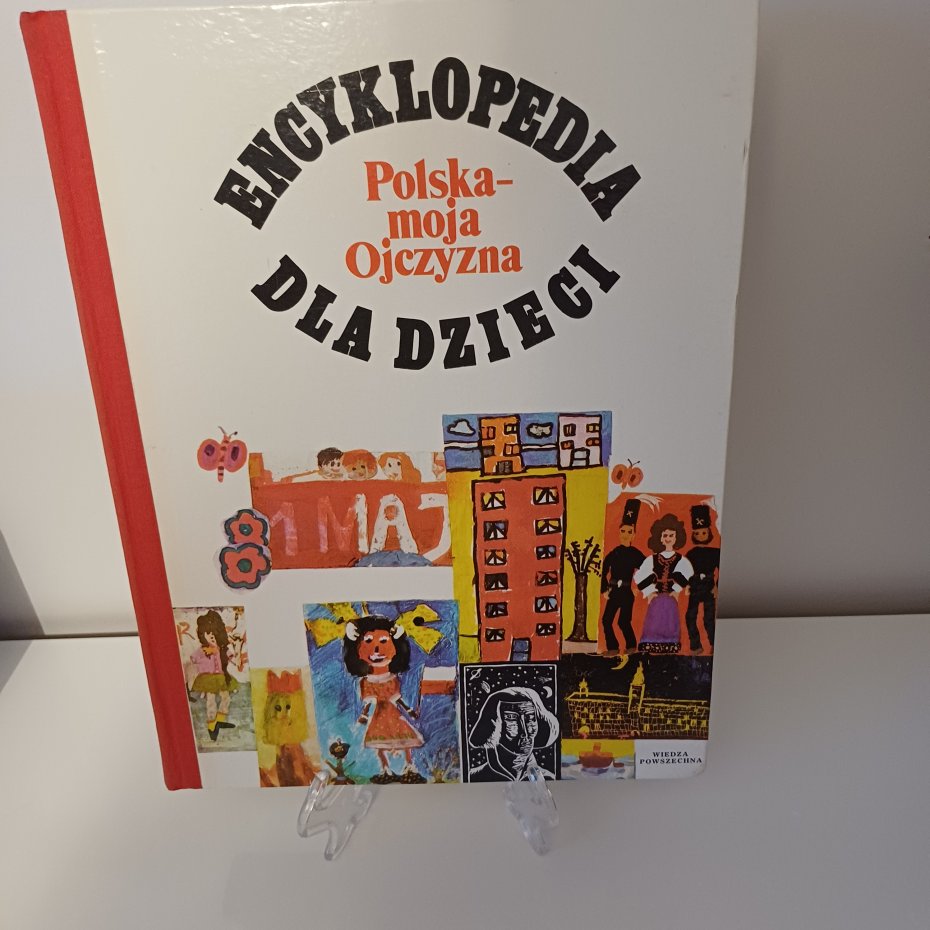 ENCYKLOPEDIA
Polska-
moja
Ojczyzna
DLA DZIECI
1 MAJ
WIEDZA
POWSZECHNA